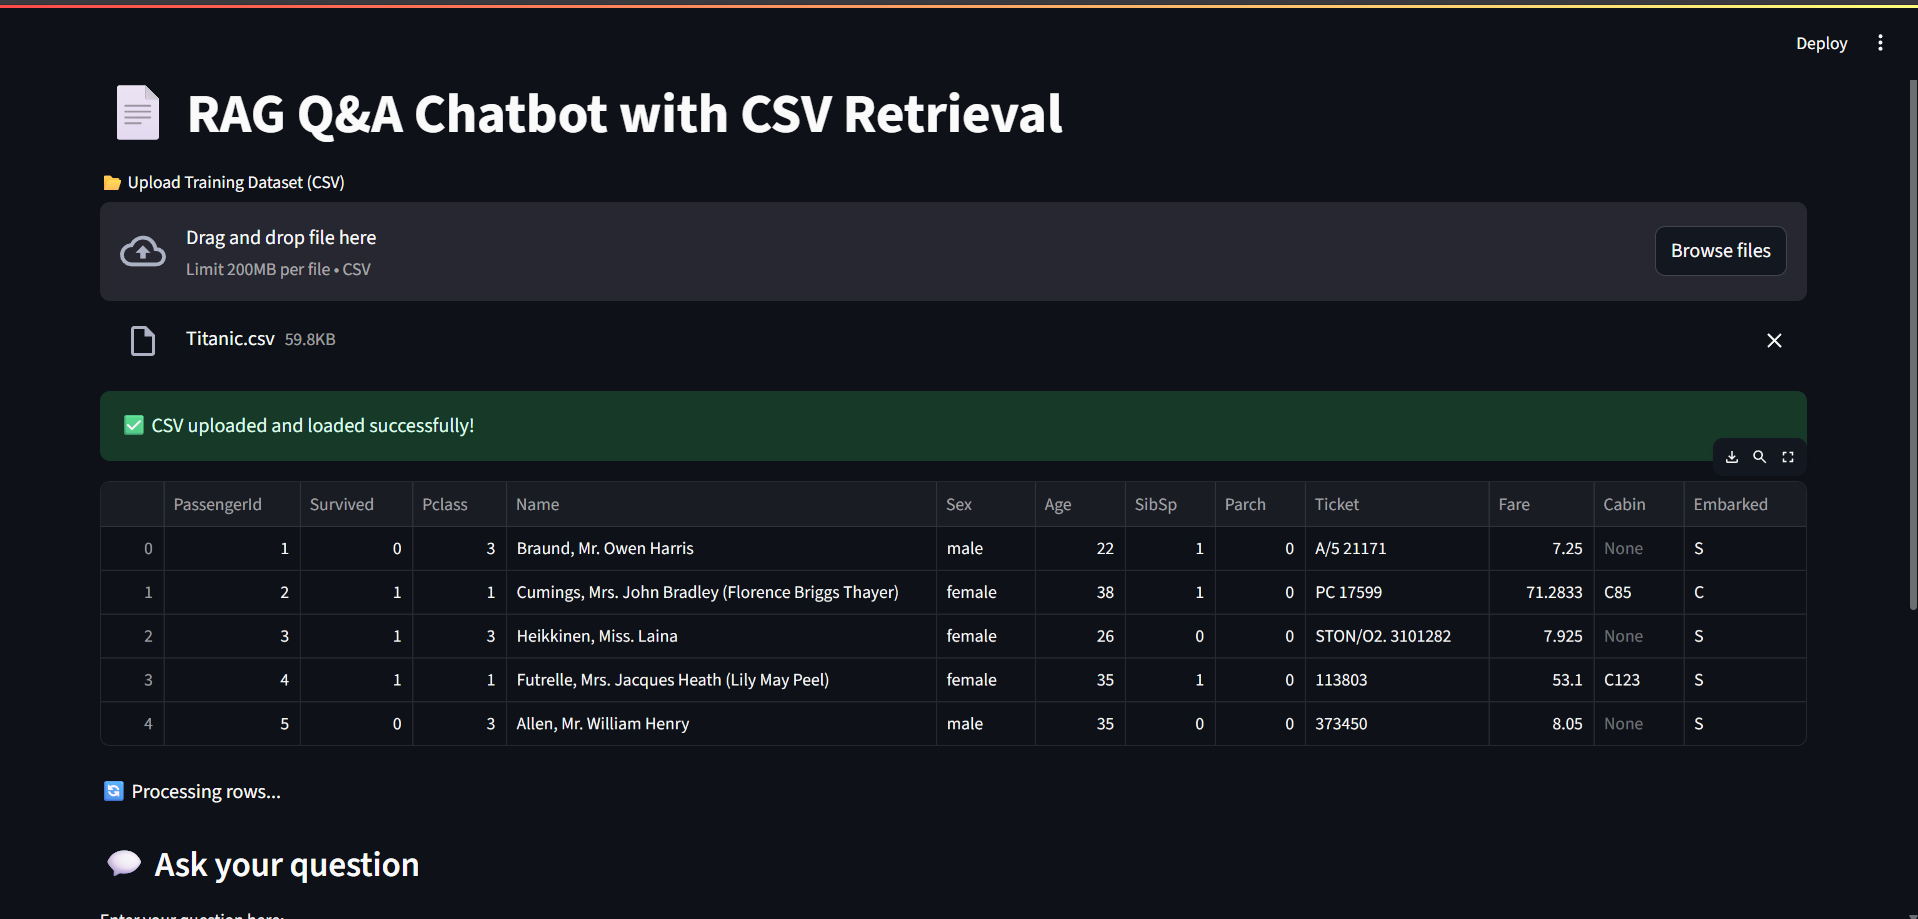 Deploy
RAG Q&A Chatbot with CSV Retrieval
Upload Training Dataset (CSV)
Drag and drop file here
Limit 200MB per file • CSV
Browse files
Titanic.csv 59.8KB
CSV uploaded and loaded successfully!
PassengerId Survived Pclass Name Sex Age SibSp Parch Ticket Fare Cabin Embarked
0 1 0 3 Braund, Mr. Owen Harris male 22 1 0 A/5 21171 7.25 None S
1 2 1 1 Cumings, Mrs. John Bradley (Florence Briggs Thayer) female 38 1 0 PC 17599 71.2833 C85 C
2 3 1 3 Heikkinen, Miss. Laina female 26 0 0 STON/O2. 3101282 7.925 None S
3 4 1 1 Futrelle, Mrs. Jacques Heath (Lily May Peel) female 35 1 0 113803 53.1 C123 S
4 5 0 3 Allen, Mr. William Henry male 35 0 0 373450 8.05 None S
Processing rows...
Ask your question
Enter your question here: